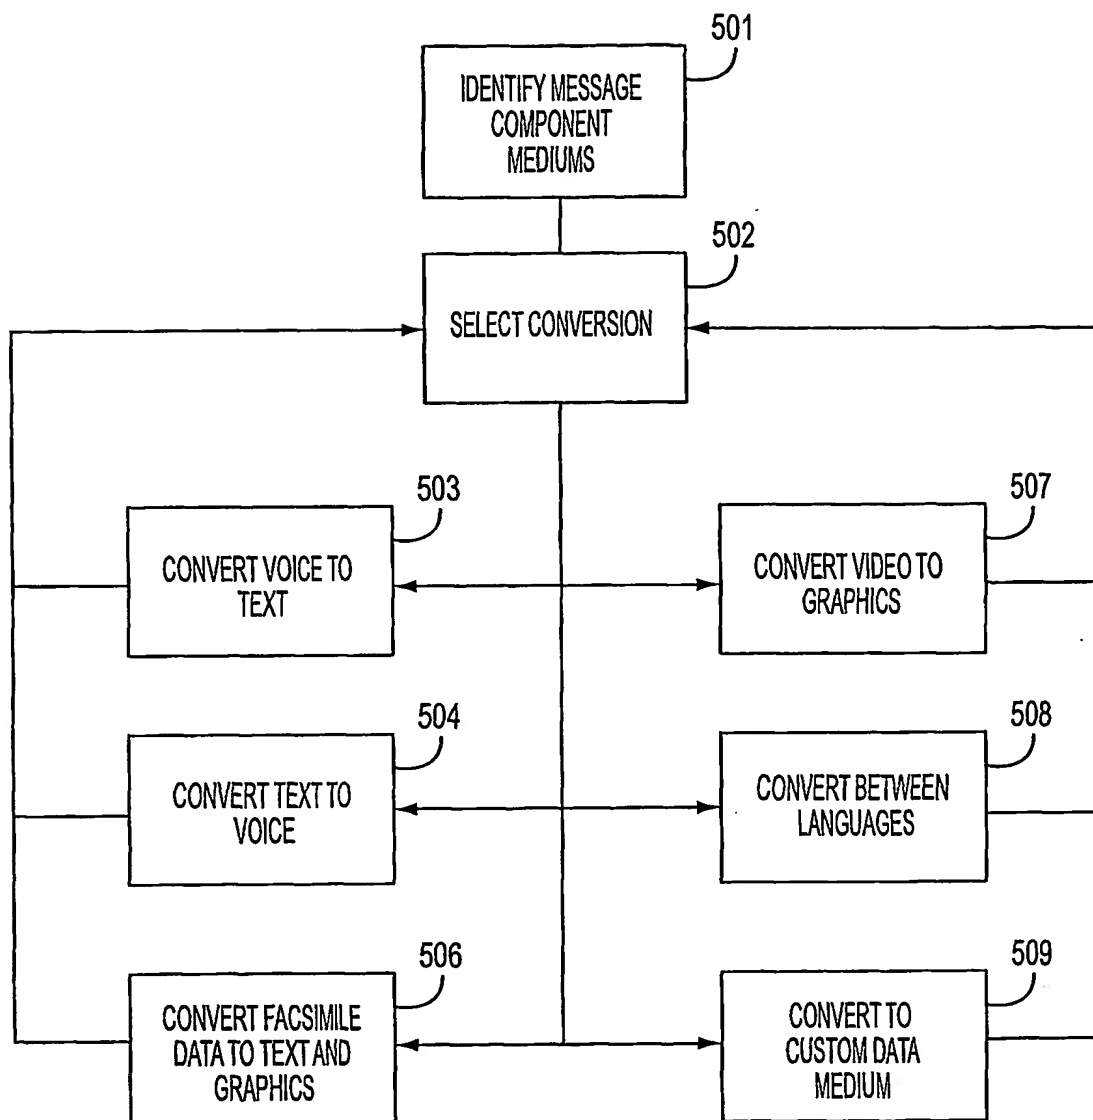 501
IDENTIFY MESSAGE
COMPONENT
MEDIUMS
502
SELECT CONVERSION
503
CONVERT VOICE TO
TEXT
507
CONVERT VIDEO TO
GRAPHICS
504
CONVERT TEXT TO
VOICE
508
CONVERT BETWEEN
LANGUAGES
506
CONVERT FACSIMILE
DATA TO TEXT AND
GRAPHICS
509
CONVERT TO
CUSTOM DATA
MEDIUM